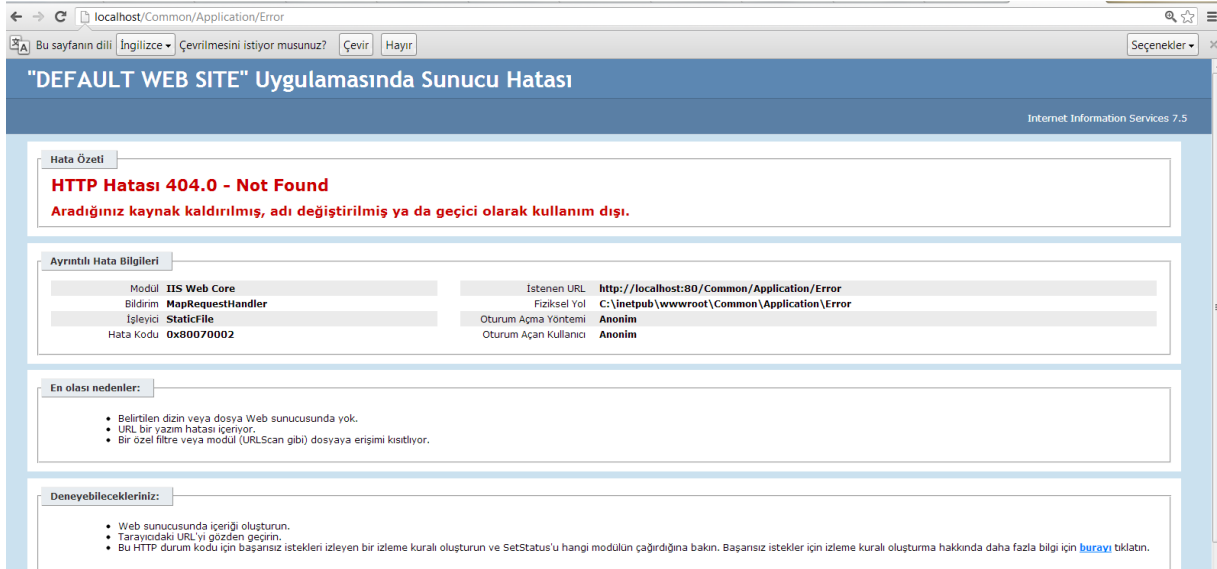 localhost/Common/Application/Error
Bu sayfanın dili İngilizce Çevrilmesini istiyor musunuz? Çevir Hayır Seçenekler
"DEFAULT WEB SITE" Uygulamasında Sunucu Hatası
Internet Information Services 7.5
Hata Özeti
HTTP Hatası 404.0 - Not Found
Aradığınız kaynak kaldırılmış, adı değiştirilmiş ya da geçici olarak kullanım dışı.
Ayrıntılı Hata Bilgileri
Modül IIS Web Core
Bildirim MapRequestHandler
İşleyici StaticFile
Hata Kodu 0x80070002
İstenen URL http://localhost:80/Common/Application/Error
Fiziksel Yol C:\inetpub\wwwroot\Common\Application\Error
Oturum Açma Yöntemi Anonim
Oturum Açan Kullanıcı Anonim
En olası nedenler:
• Belirtilen dizin veya dosya Web sunucusunda yok.
• URL bir yazım hatası içeriyor.
• Bir özel filtre veya modül (URLScan gibi) dosyaya erişimi kısıtlıyor.
Deneyebilecekleriniz:
• Web sunucusunda içeriği oluşturun.
• Tarayıcıdaki URL'yi gözden geçirin.
• Bu HTTP durum kodu için başarısız istekleri izleyen bir izleme kuralı oluşturun ve SetStatus'u hangi modülün çağırdığına bakın. Başarısız istekler için izleme kuralı oluşturma hakkında daha fazla bilgi için burayı tıklatın.